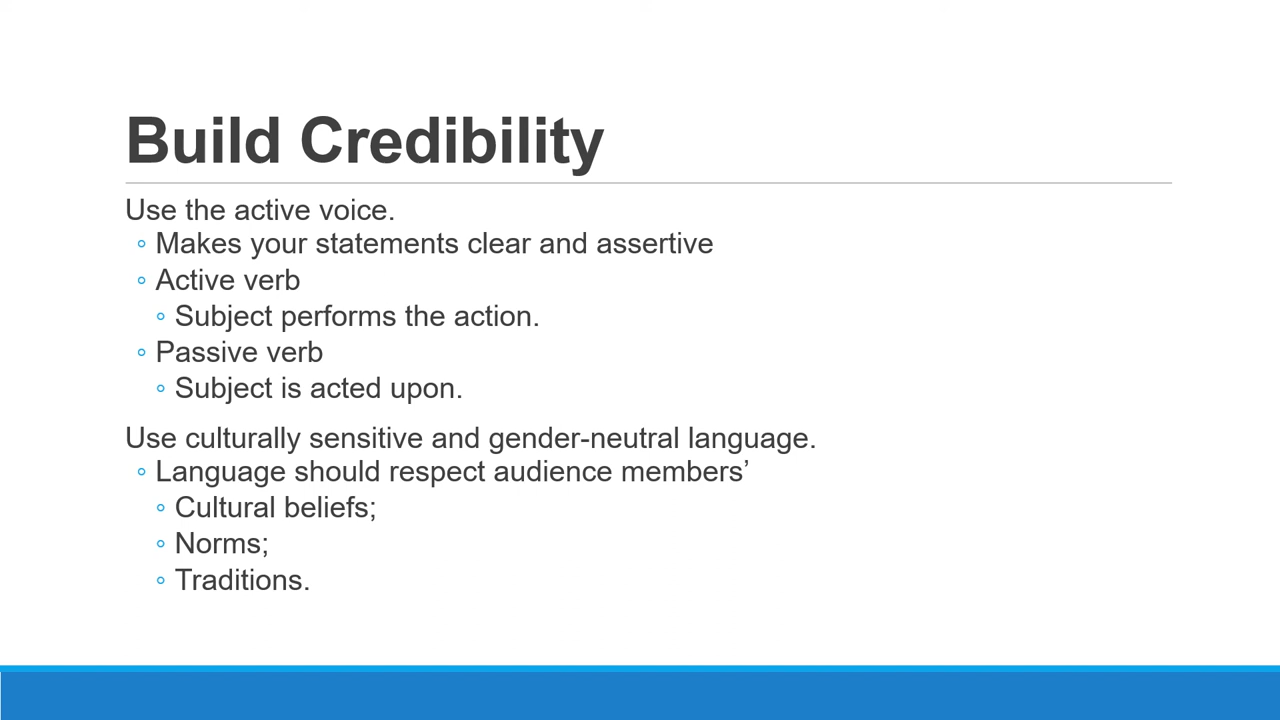 Build Credibility
Use the active voice.
◦ Makes your statements clear and assertive
◦ Active verb
◦ Subject performs the action.
◦ Passive verb
◦ Subject is acted upon.
Use culturally sensitive and gender-neutral language.
◦ Language should respect audience members’
◦ Cultural beliefs;
◦ Norms;
◦ Traditions.